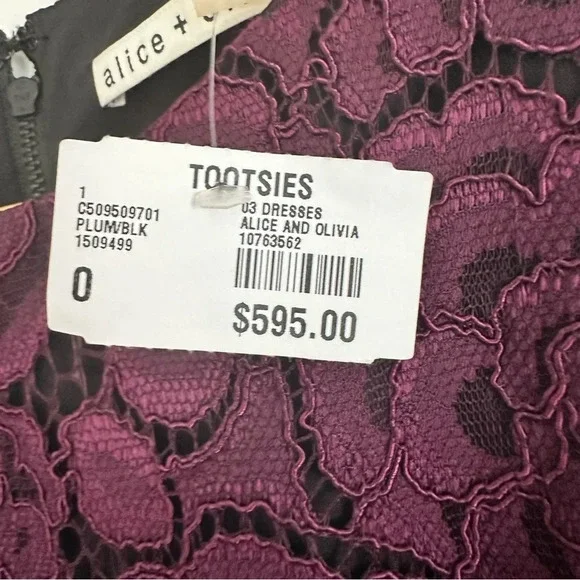 alice +
TOOTSIES
1
C509509701
PLUM/BLK
1509499
03 DRESSES
ALICE AND OLIVIA
10763562
0
$595.00